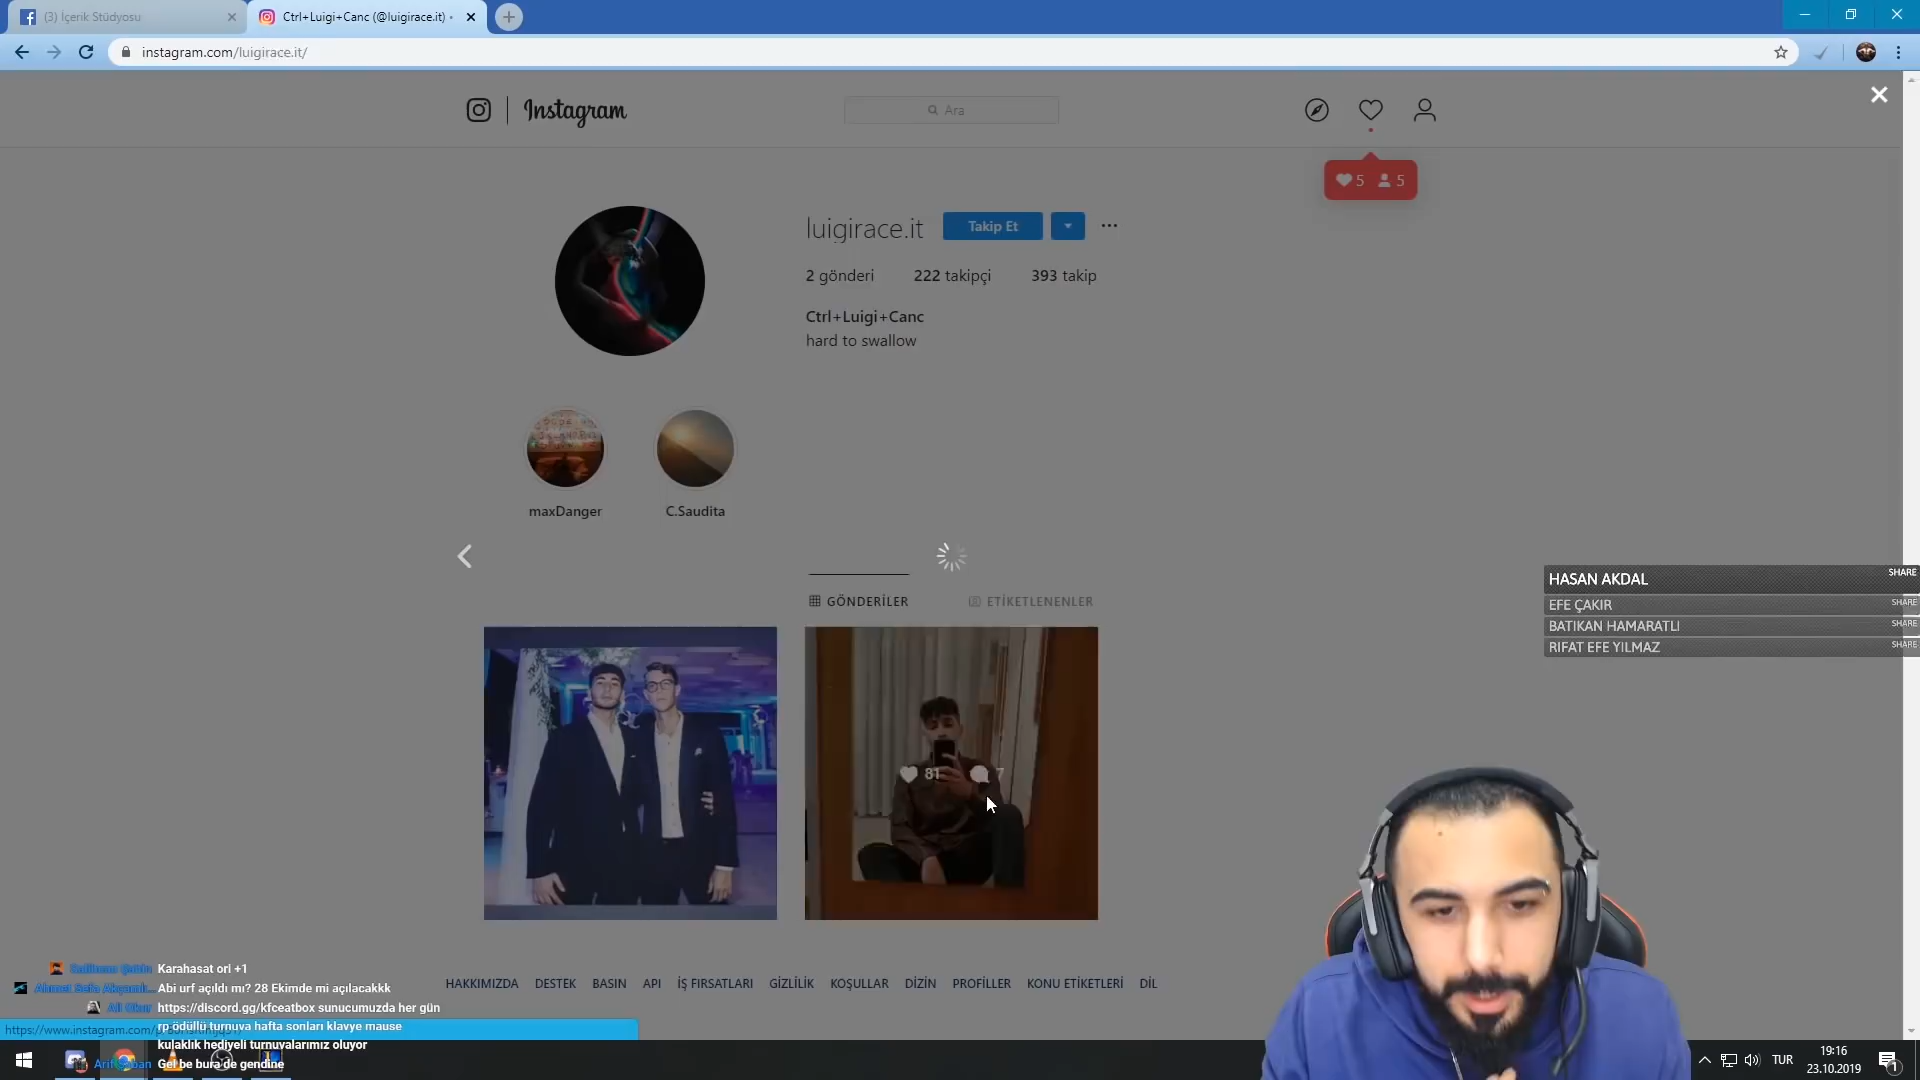 (3) İçerik Stüdyosu
Ctrl+Luigi+Canc (@luigirace.it) •
instagram.com/luigirace.it/
Instagram
Ara
5 5
luigirace.it
Takip Et
2 gönderi 222 takipçi 393 takip
Ctrl+Luigi+Canc
hard to swallow
maxDanger
C.Saudita
GÖNDERİLER
ETİKETLENENLER
81 7
HASAN AKDAL SHARE
EFE ÇAKIR SHARE
BATIKAN HAMARATLI SHARE
RIFAT EFE YILMAZ SHARE
HAKKIMIZDA DESTEK BASIN API İŞ FIRSATLARI GİZLİLİK KOŞULLAR DİZİN PROFİLLER KONU ETİKETLERİ DİL
Karahasat ori +1
Abi urf açıldı mı? 28 Ekimde mi açılacakkk
https://discord.gg/kfceatbox sunucumuzda her gün
rp ödüllü turnuva hafta sonları klavye mause
kulaklık hediyeli turnuvalarımız oluyor
Gel be bura de gendine
https://www.instagram.com/p
TUR
19:16
23.10.2019
1